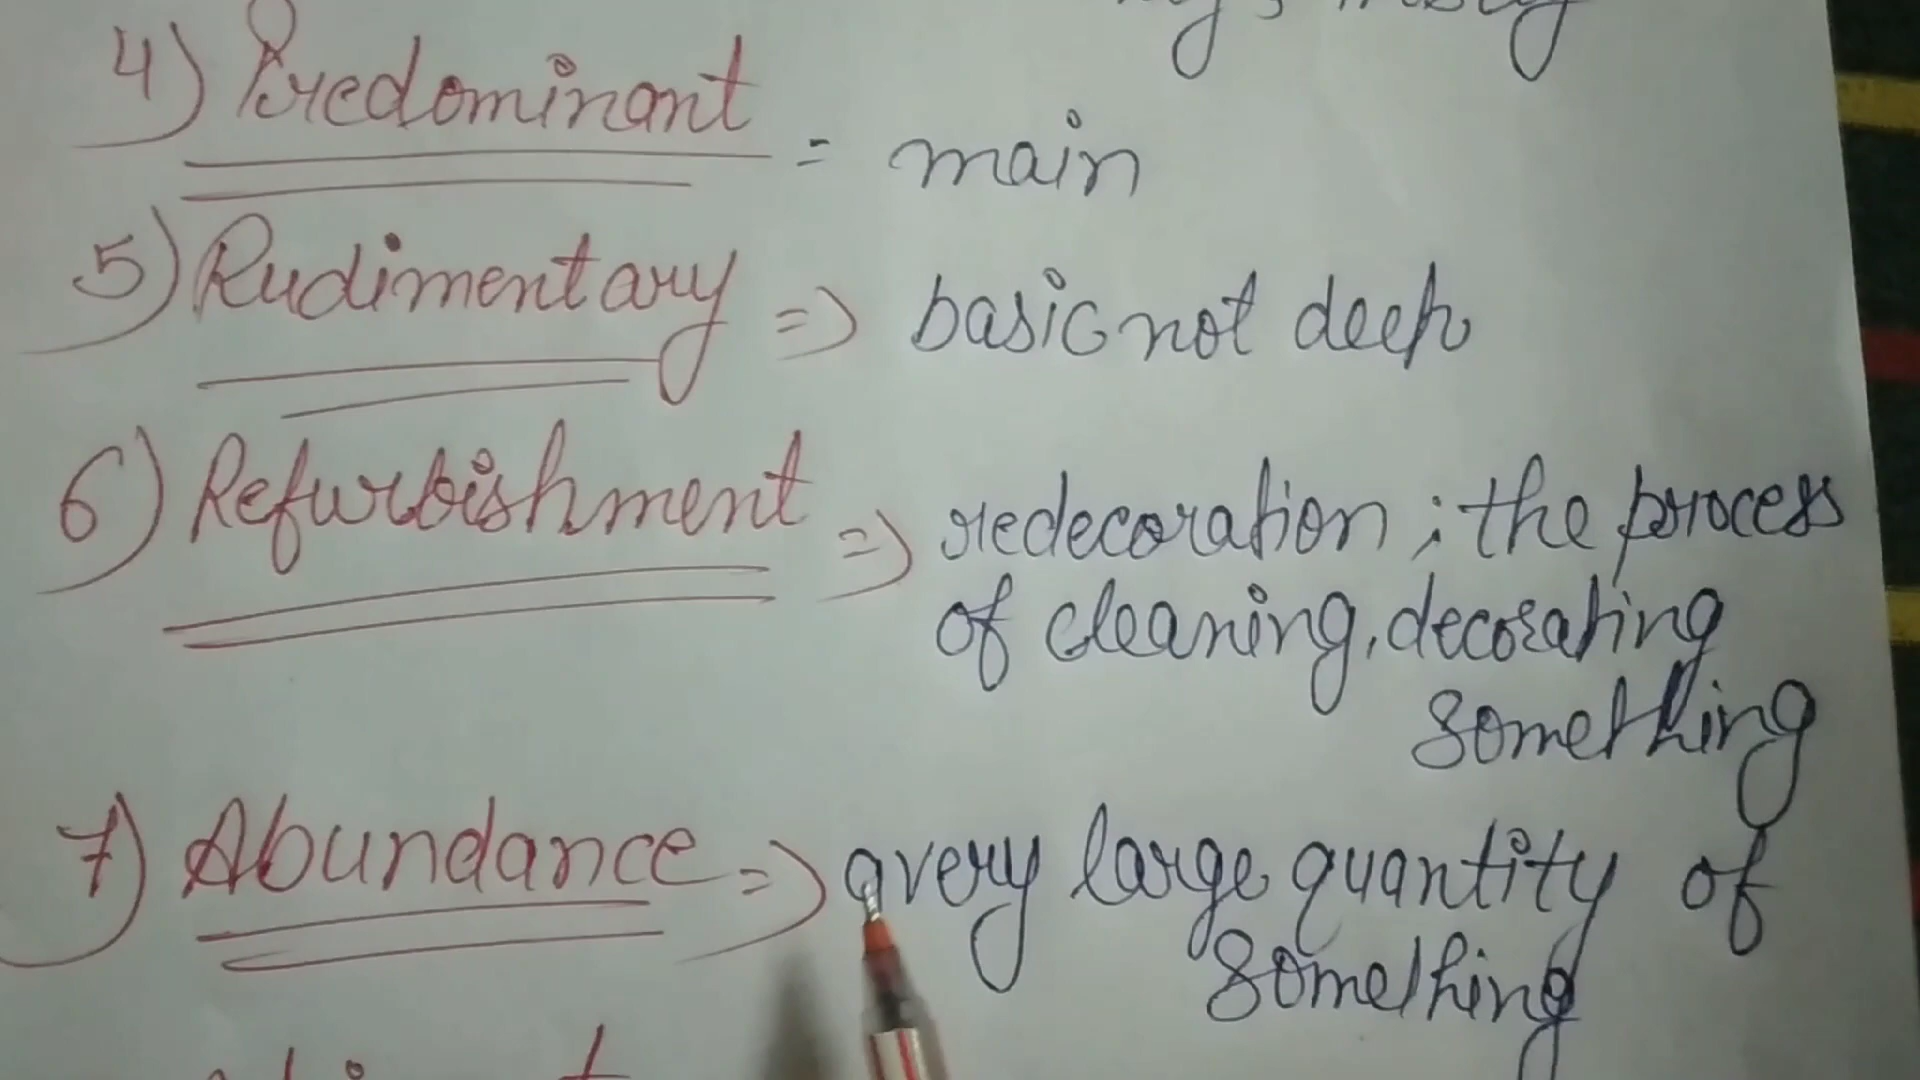 4) Predominant = main
5) Rudimentary => basic not deep
6) Refurbishment => redecoration ; the process
of cleaning, decorating
something
7) Abundance => a very large quantity of
something